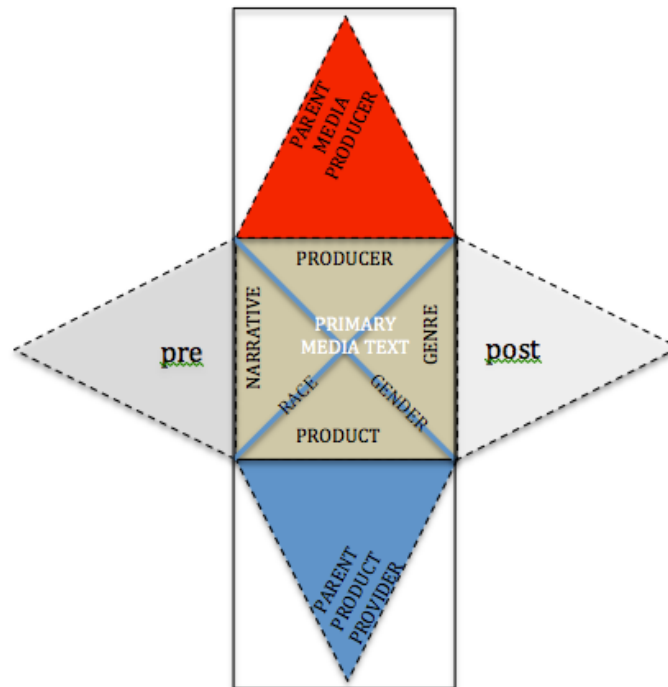 PARENT
MEDIA
PRODUCER
PRODUCER
NARRATIVE
PRIMARY
MEDIA TEXT
GENRE
pre
post
RACE
GENDER
PRODUCT
PARENT
PRODUCT
PROVIDER